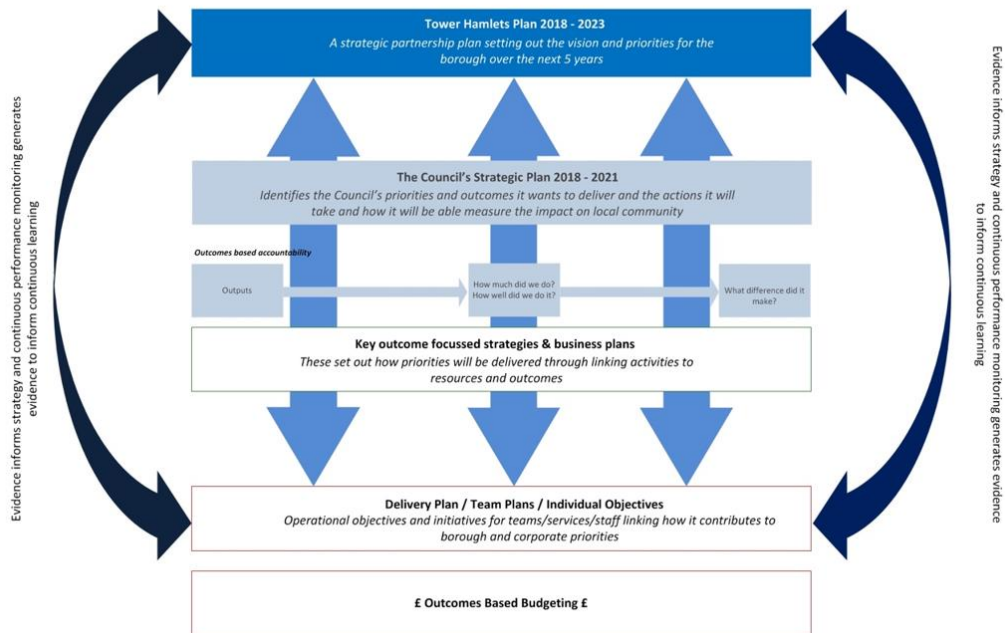 Tower Hamlets Plan 2018 - 2023
A strategic partnership plan setting out the vision and priorities for the
borough over the next 5 years
Evidence informs strategy and continuous performance monitoring generates
evidence to inform continuous learning
Evidence informs strategy and continuous performance monitoring generates evidence
to inform continuous learning
The Council's Strategic Plan 2018 - 2021
Identifies the Council's priorities and outcomes it wants to deliver and the actions it will
take and how it will be able measure the impact on local community
Outcomes based accountability
Outputs
How much did we do?
How well did we do it?
What difference did it
make?
Key outcome focussed strategies & business plans
These set out how priorities will be delivered through linking activities to
resources and outcomes
Delivery Plan / Team Plans / Individual Objectives
Operational objectives and initiatives for teams/services/staff linking how it contributes to
borough and corporate priorities
£ Outcomes Based Budgeting £